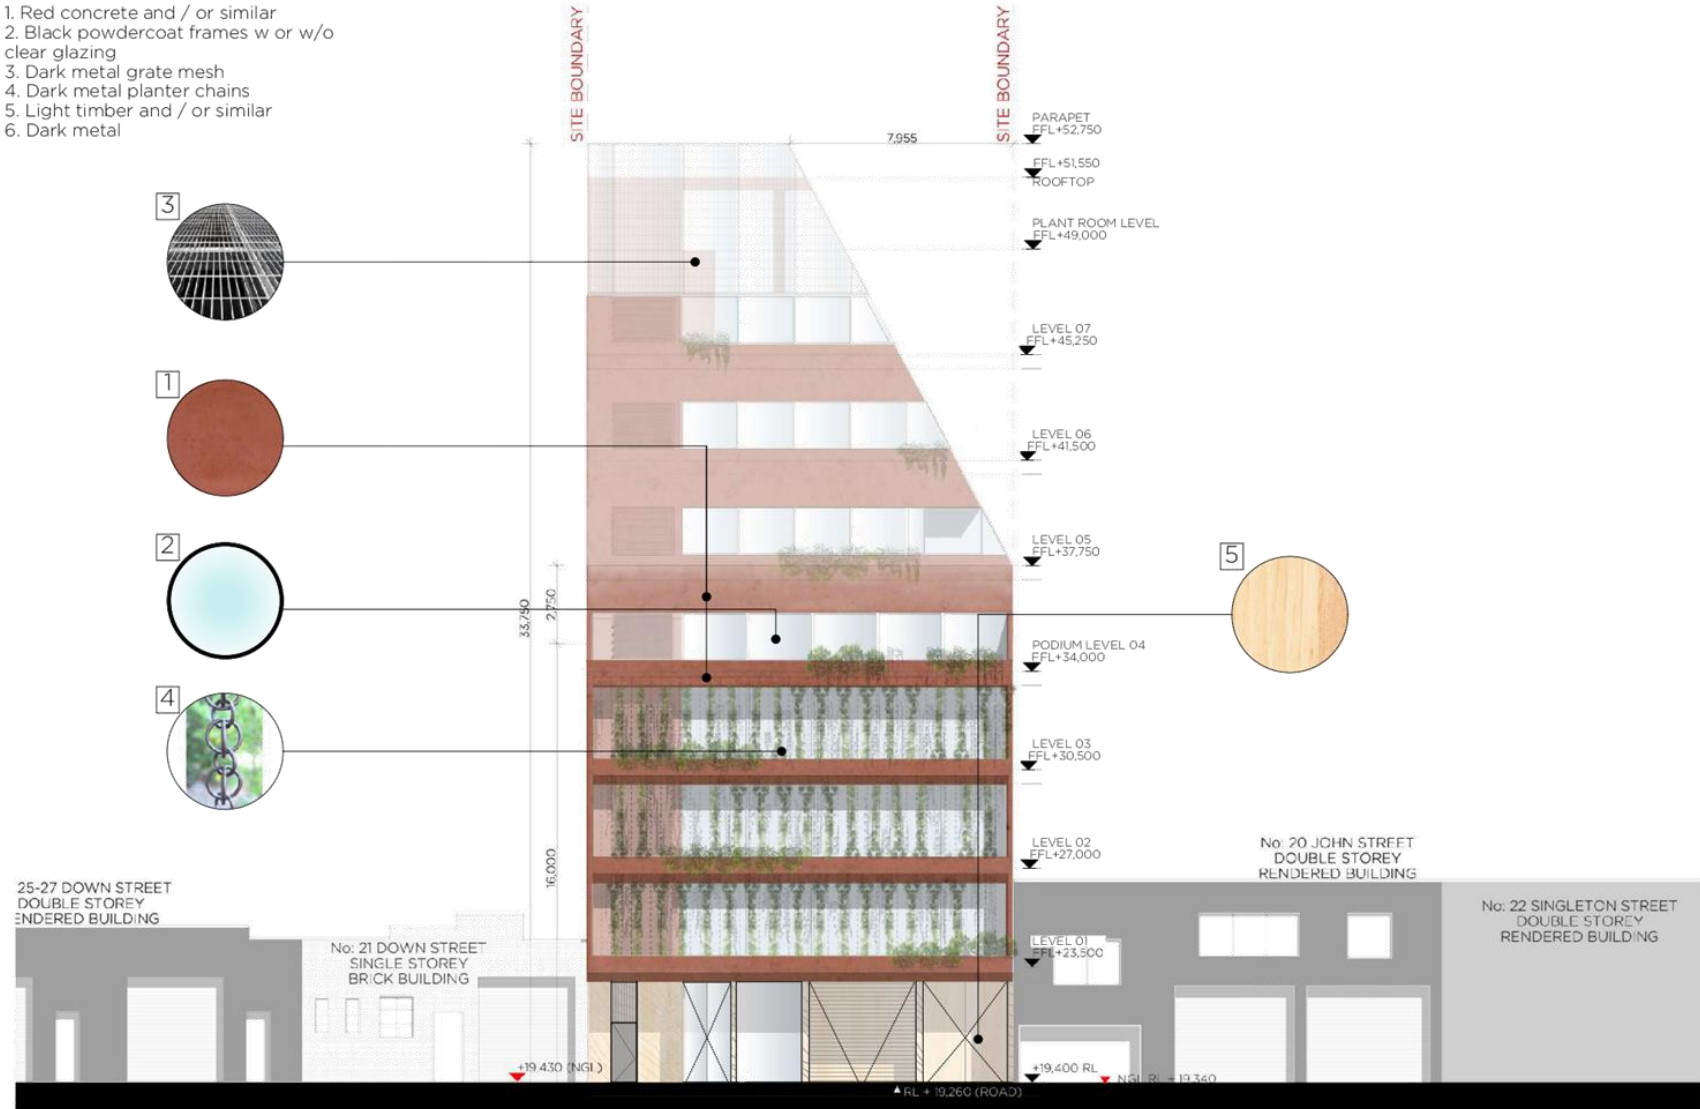 1. Red concrete and / or similar
2. Black powdercoat frames w or w/o
clear glazing
3. Dark metal grate mesh
4. Dark metal planter chains
5. Light timber and / or similar
6. Dark metal
SITE BOUNDARY
SITE BOUNDARY
7,955
PARAPET
FFL+52,750
FFL+51,550
ROOFTOP
PLANT ROOM LEVEL
FFL+49,000
3
LEVEL 07
FFL+45,250
1
LEVEL 06
FFL+41,500
2
LEVEL 05
FFL+37,750
5
33,750
2,750
PODIUM LEVEL 04
FFL+34,000
4
LEVEL 03
FFL+30,500
LEVEL 02
FFL+27,000
16,000
No: 20 JOHN STREET
DOUBLE STOREY
RENDERED BUILDING
25-27 DOWN STREET
DOUBLE STOREY
ENDERED BUILDING
No: 22 SINGLETON STREET
DOUBLE STOREY
RENDERED BUILDING
No: 21 DOWN STREET
SINGLE STOREY
BRICK BUILDING
LEVEL 01
FFL+23,500
+19.430 (NGL)
+19,400 RL
NGL RL + 19.340
RL + 19,260 (ROAD)